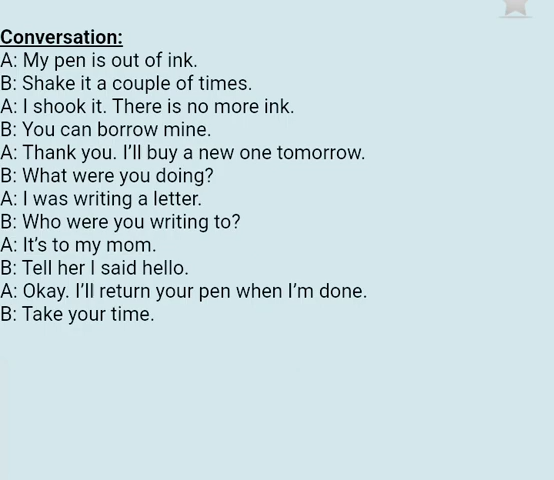 Conversation:
A: My pen is out of ink.
B: Shake it a couple of times.
A: I shook it. There is no more ink.
B: You can borrow mine.
A: Thank you. I’ll buy a new one tomorrow.
B: What were you doing?
A: I was writing a letter.
B: Who were you writing to?
A: It’s to my mom.
B: Tell her I said hello.
A: Okay. I’ll return your pen when I’m done.
B: Take your time.